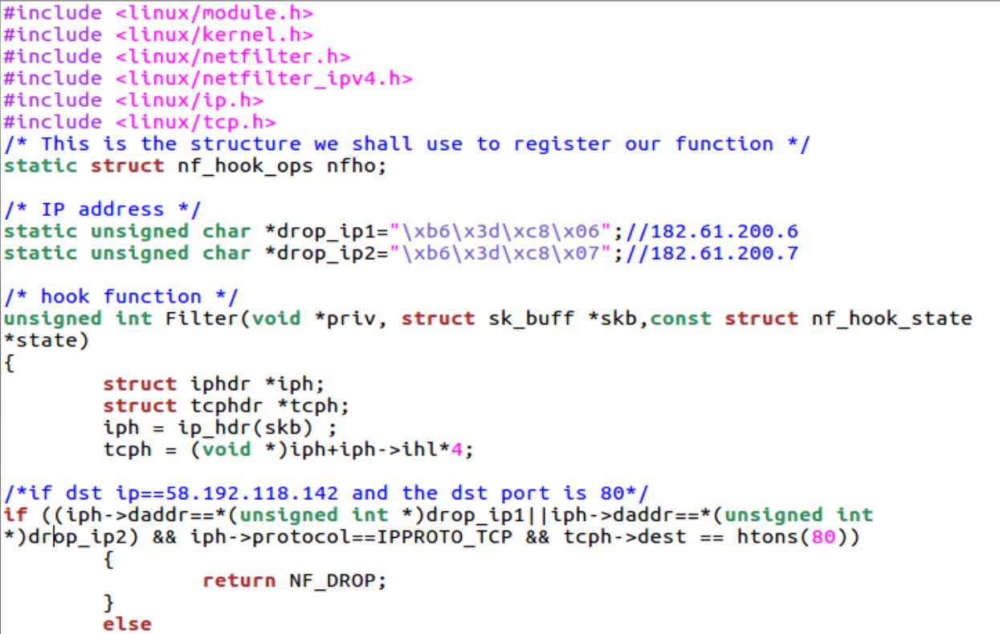 #include <linux/module.h>
#include <linux/kernel.h>
#include <linux/netfilter.h>
#include <linux/netfilter_ipv4.h>
#include <linux/ip.h>
#include <linux/tcp.h>
/* This is the structure we shall use to register our function */
static struct nf_hook_ops nfho;
/* IP address */
static unsigned char *drop_ip1="\xb6\x3d\xc8\x06";//182.61.200.6
static unsigned char *drop_ip2="\xb6\x3d\xc8\x07";//182.61.200.7
/* hook function */
unsigned int Filter(void *priv, struct sk_buff *skb,const struct nf_hook_state
*state)
{
struct iphdr *iph;
struct tcphdr *tcph;
iph = ip_hdr(skb) ;
tcph = (void *)iph+iph->ihl*4;
/*if dst ip==58.192.118.142 and the dst port is 80*/
if ((iph->daddr==*(unsigned int *)drop_ip1||iph->daddr==*(unsigned int
*)drop_ip2) && iph->protocol==IPPROTO_TCP && tcph->dest == htons(80))
{
return NF_DROP;
}
else